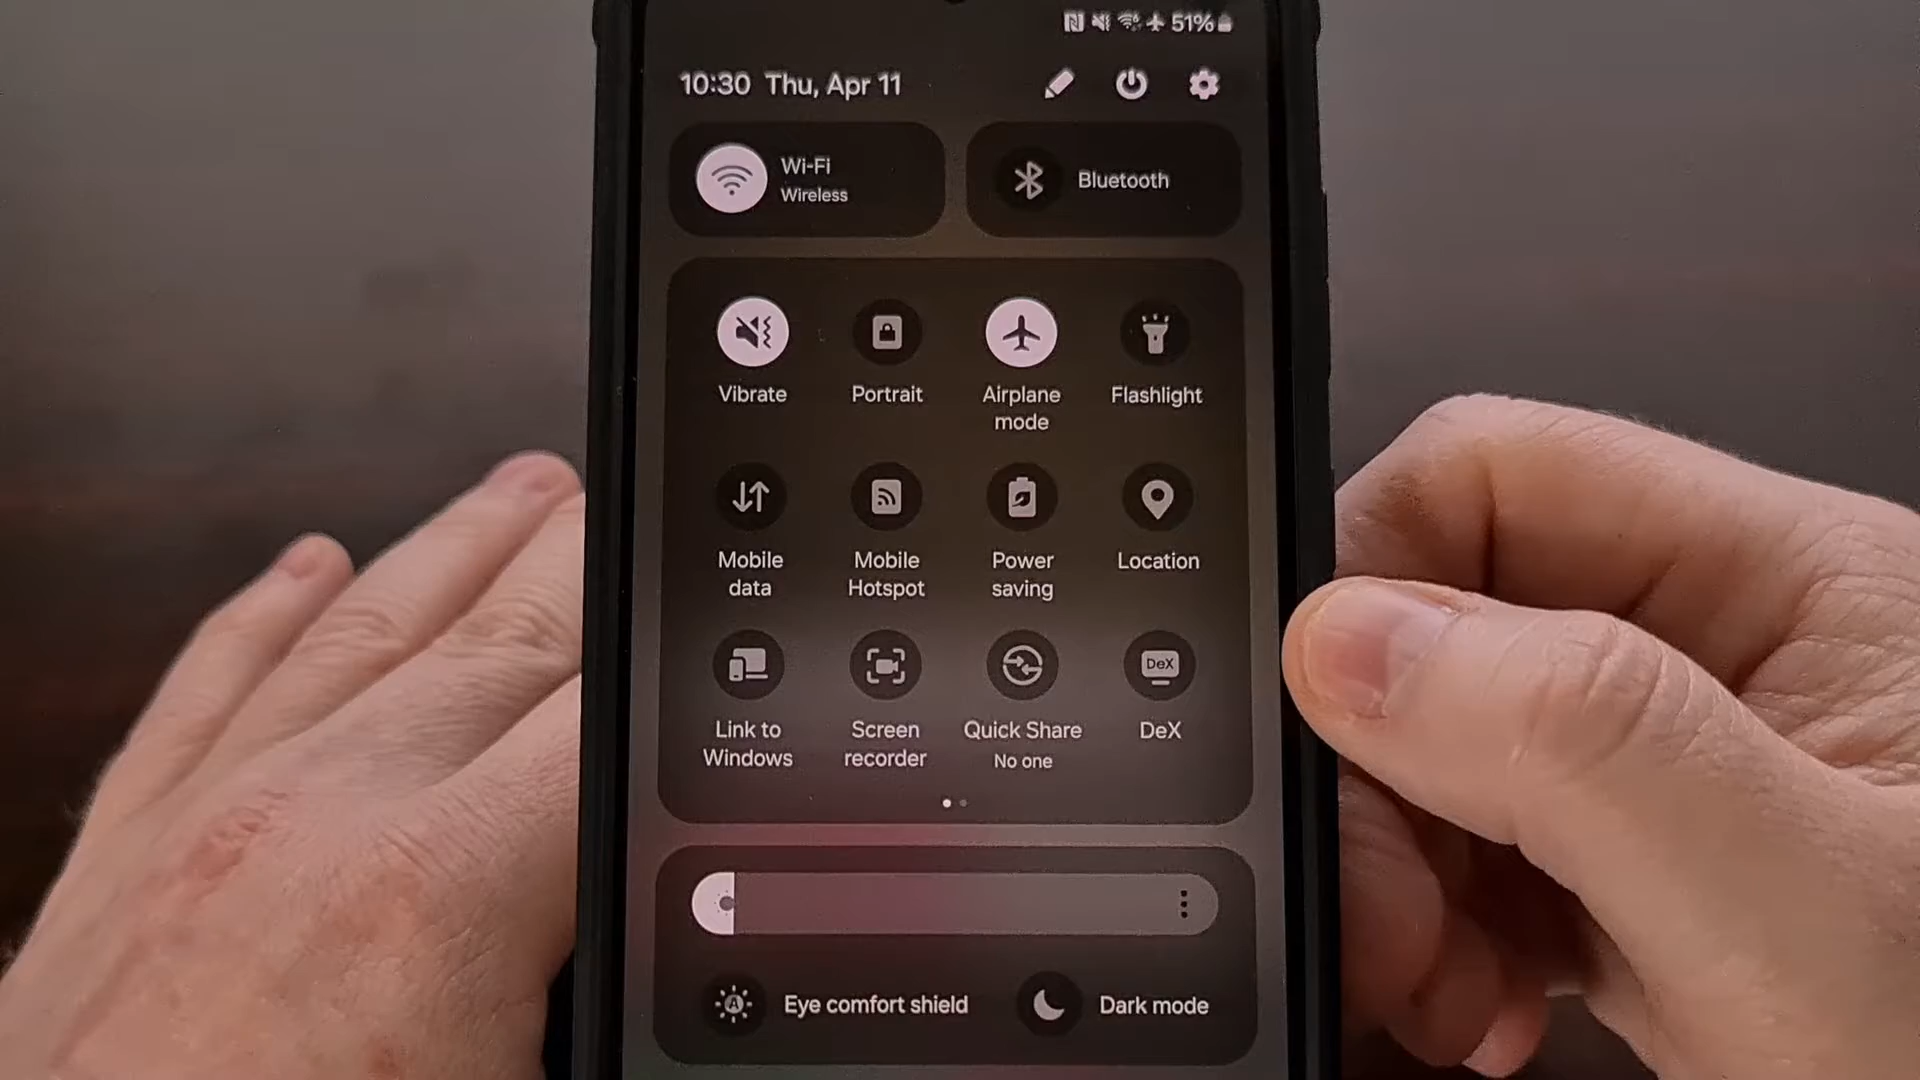 51%
10:30 Thu, Apr 11
Wi-Fi
Wireless
Bluetooth
Vibrate
Portrait
Airplane
mode
Flashlight
Mobile
data
Mobile
Hotspot
Power
saving
Location
DeX
Link to
Windows
Screen
recorder
Quick Share
No one
DeX
A
Eye comfort shield
Dark mode